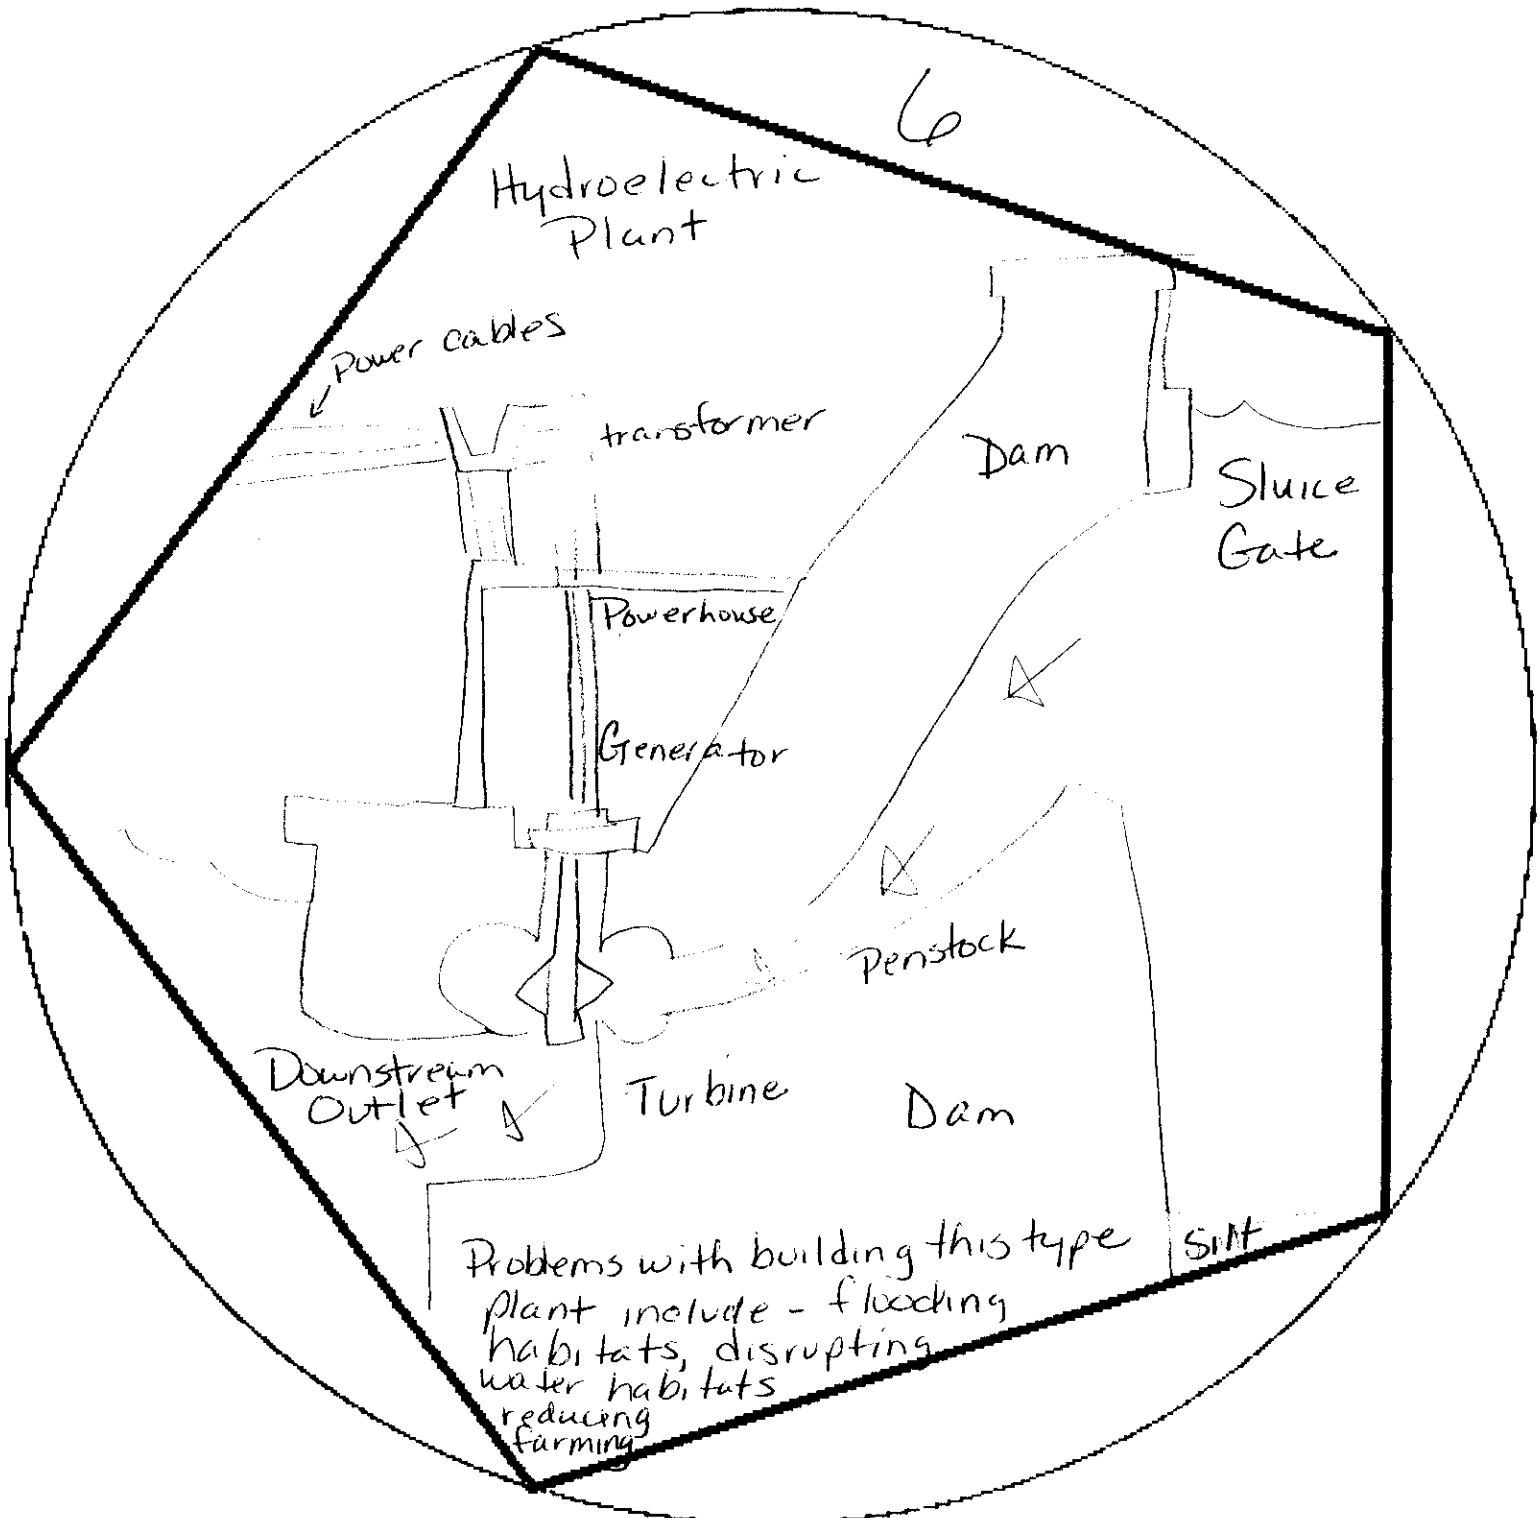 6
Hydroelectric
Plant
Power cables
transformer
Dam
Sluice
Gate
Powerhouse
Generator
Penstock
Downstream
Outlet
Turbine
Dam
Silt
Problems with building this type
plant include - flooding
habitats, disrupting
water habitats
reducing
farming